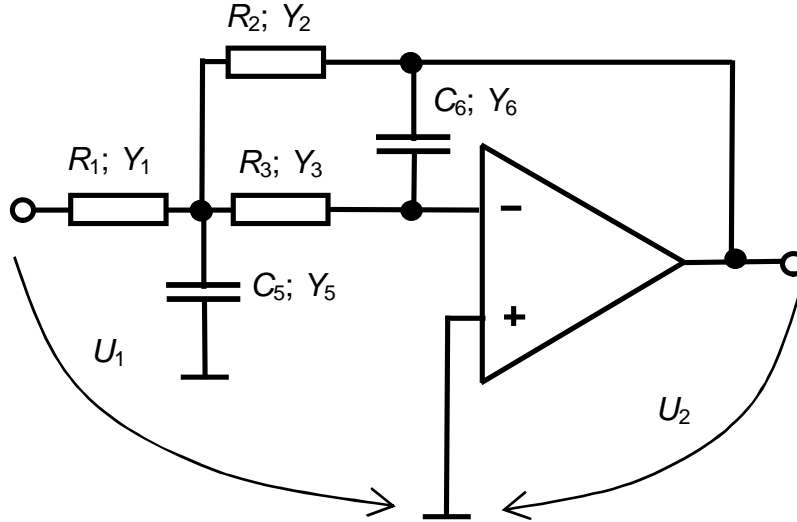 R₂; Y₂
C₆; Y₆
R₁; Y₁
R₃; Y₃
−
C₅; Y₅
+
U₁
U₂